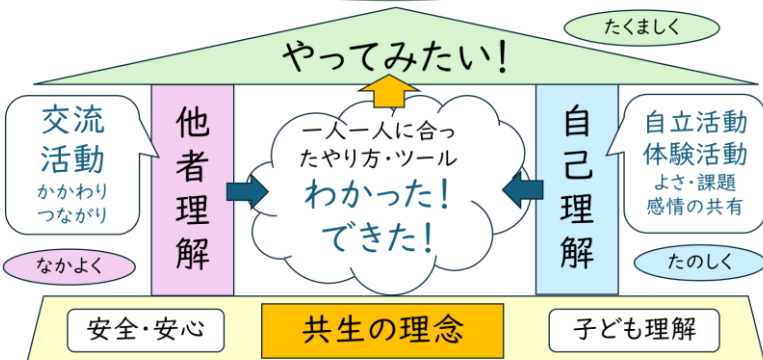 たくましく
やってみたい！
交流
活動
かかわり
つながり
他者理解
一人一人に合っ
たやり方・ツール
わかった！
できた！
自己理解
自立活動
体験活動
よさ・課題
感情の共有
なかよく
たのしく
安全・安心
共生の理念
子ども理解